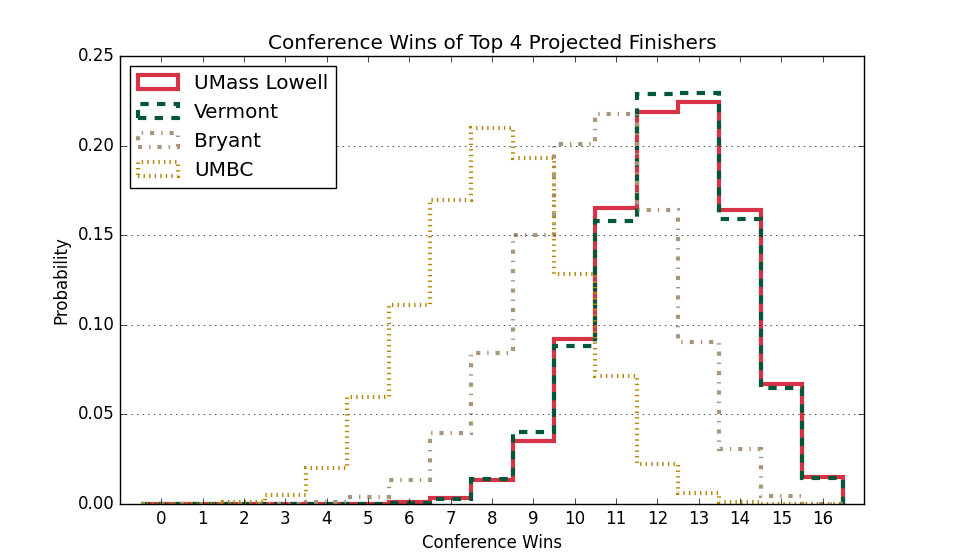 Conference Wins of Top 4 Projected Finishers
UMass Lowell
Vermont
Bryant
UMBC
0.25
0.20
0.15
0.10
0.05
0.00
Probability
0 1 2 3 4 5 6 7 8 9 10 11 12 13 14 15 16
Conference Wins